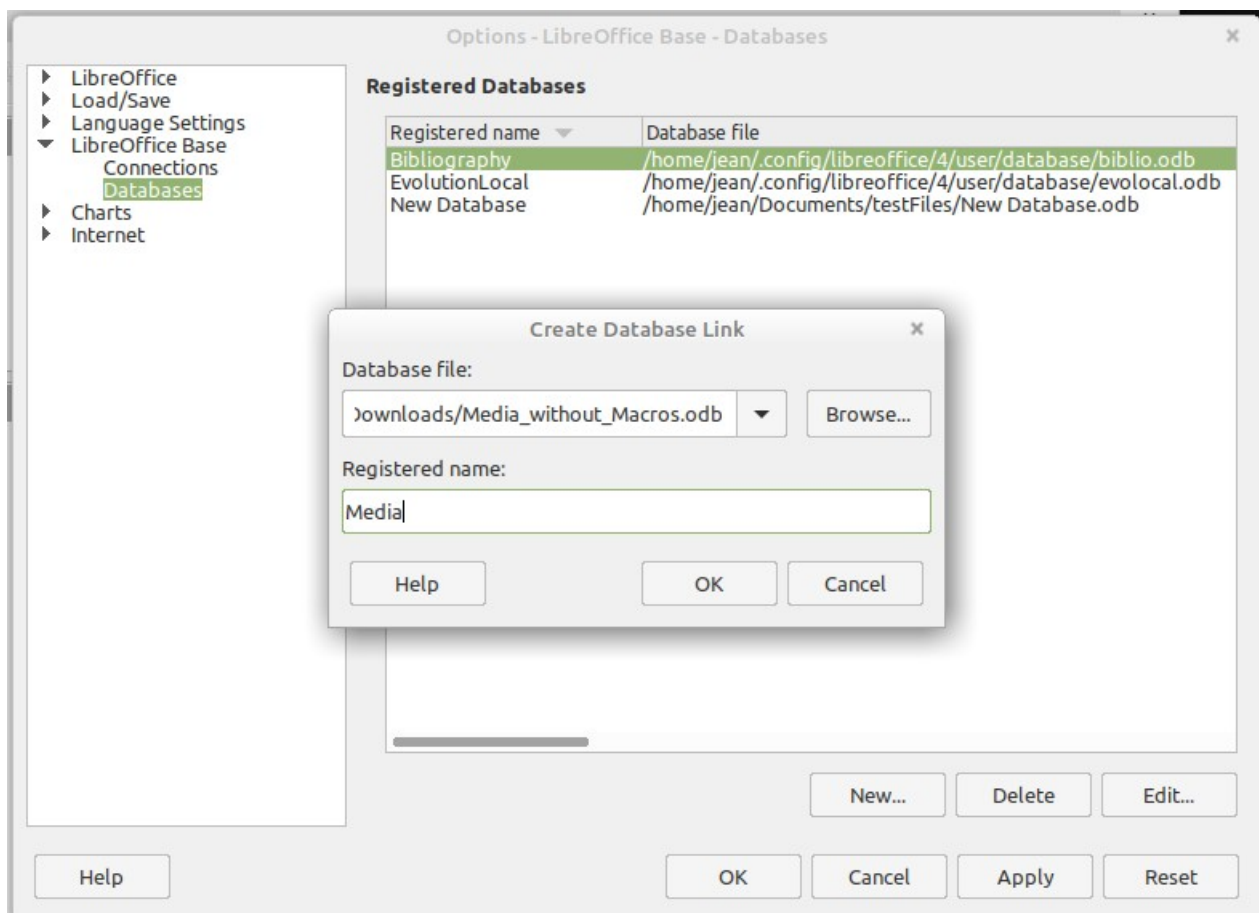 Options - LibreOffice Base - Databases
LibreOffice
Load/Save
Language Settings
LibreOffice Base
Connections
Databases
Charts
Internet
Registered Databases
Registered name Database file
Bibliography /home/jean/.config/libreoffice/4/user/database/biblio.odb
EvolutionLocal /home/jean/.config/libreoffice/4/user/database/evolocal.odb
New Database /home/jean/Documents/testFiles/New Database.odb
Create Database Link
Database file:
Downloads/Media_without_Macros.odb Browse...
Registered name:
Media
Help OK Cancel
New... Delete Edit...
Help OK Cancel Apply Reset